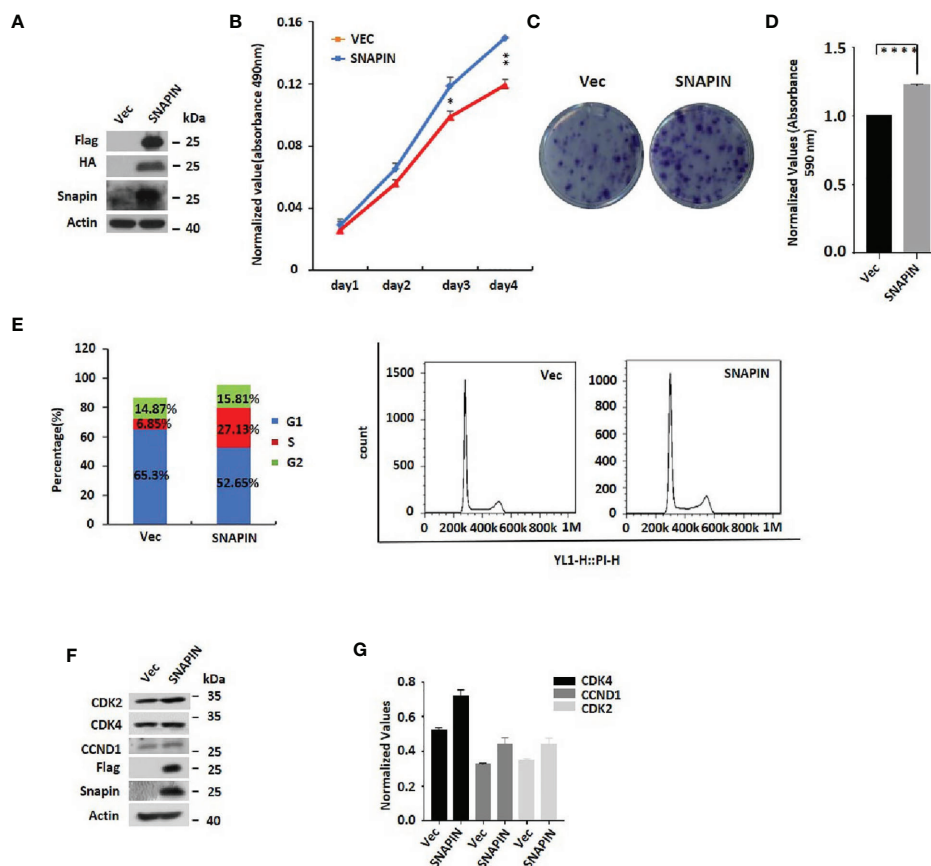 A
Vec
SNAPIN
kDa
Flag
25
HA
25
Snapin
25
Actin
40
B
VEC
SNAPIN
Normalized value(absorbance 490nm)
0.16
0.12
0.08
0.04
0
*
**
day1 day2 day3 day4
C
Vec SNAPIN
D
****
Normalized Values (Absorbance
590 nm)
1.5
1.0
0.5
0.0
Vec
SNAPIN
E
Percentage(%)
120
100
80
60
40
20
0
14.87%
6.85%
65.3%
15.81%
27.13%
52.65%
Vec SNAPIN
G1
S
G2
count
1500
1000
500
0
Vec
0 200k 400k 600k 800k 1M
1000
800
600
400
200
0
SNAPIN
0 200k 400k 600k 800k 1M
YL1-H::PI-H
F
Vec
SNAPIN
kDa
CDK2
35
CDK4
35
CCND1
25
Flag
25
Snapin
25
Actin
40
G
Normalized Values
0.8
0.6
0.4
0.2
0.0
CDK4
CCND1
CDK2
Vec
SNAPIN
Vec
SNAPIN
Vec
SNAPIN